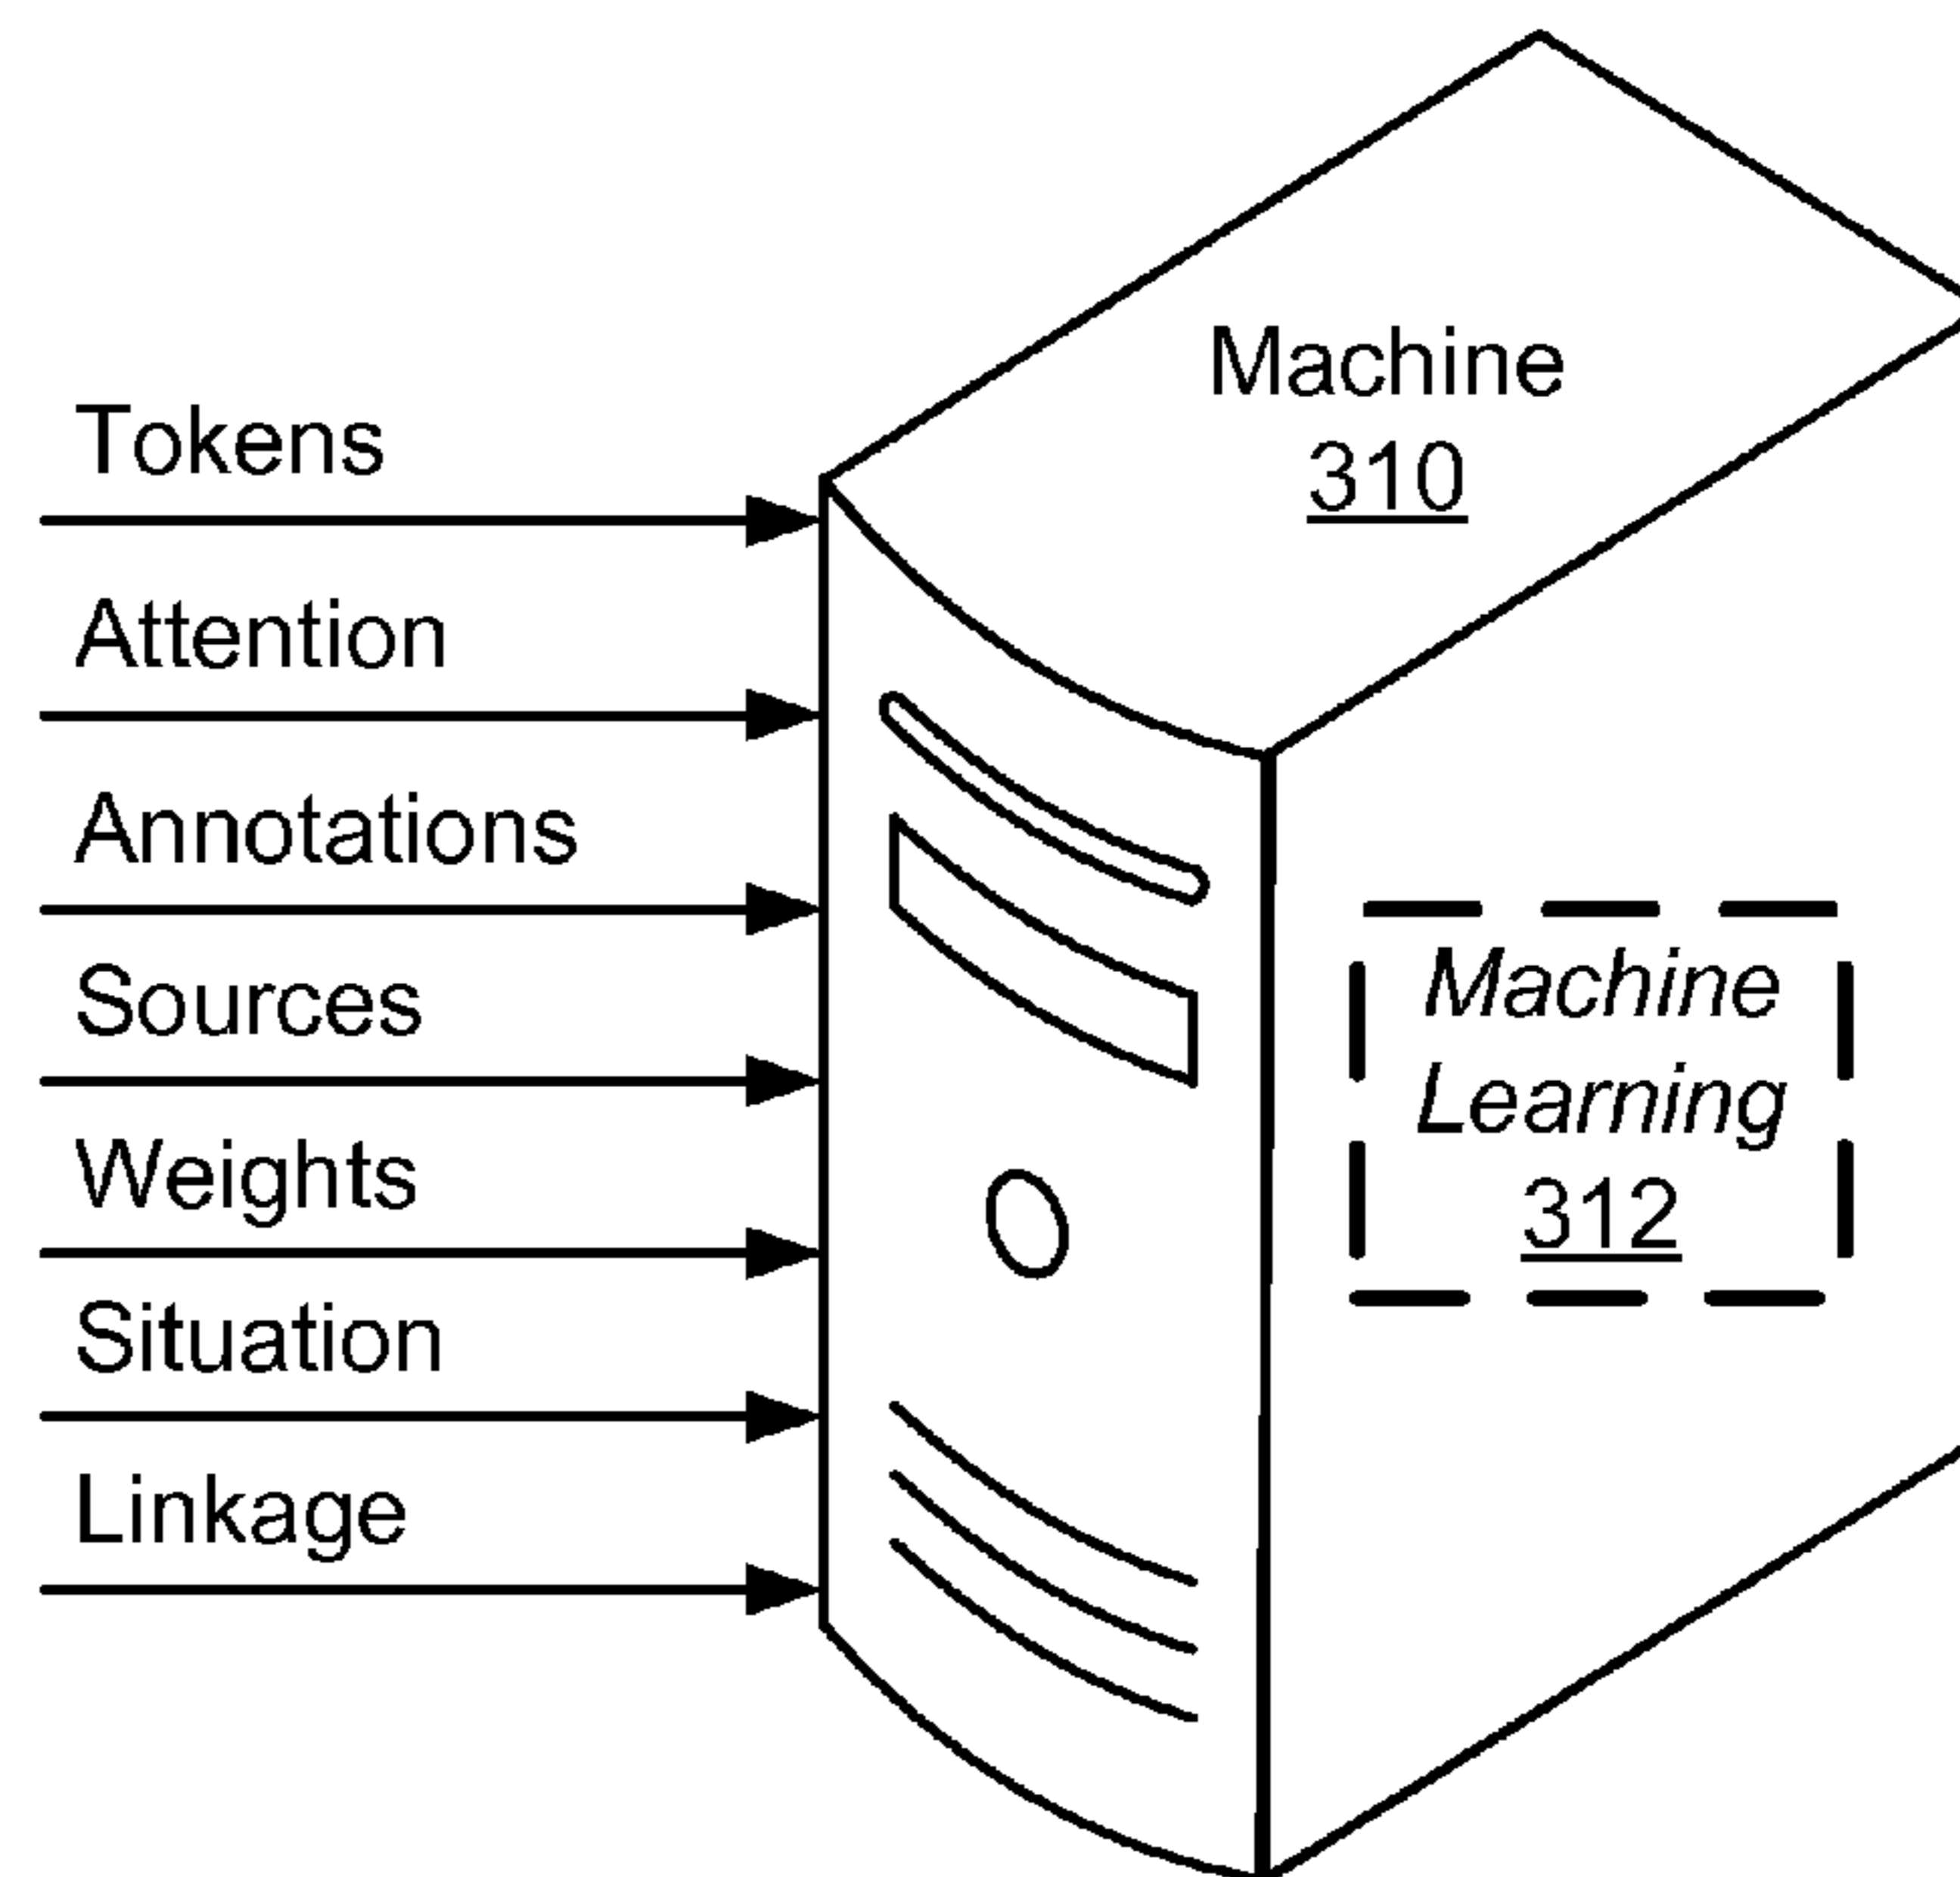 Machine
310
Tokens
Attention
Annotations
Sources
Weights
Situation
Linkage
Machine
Learning
312